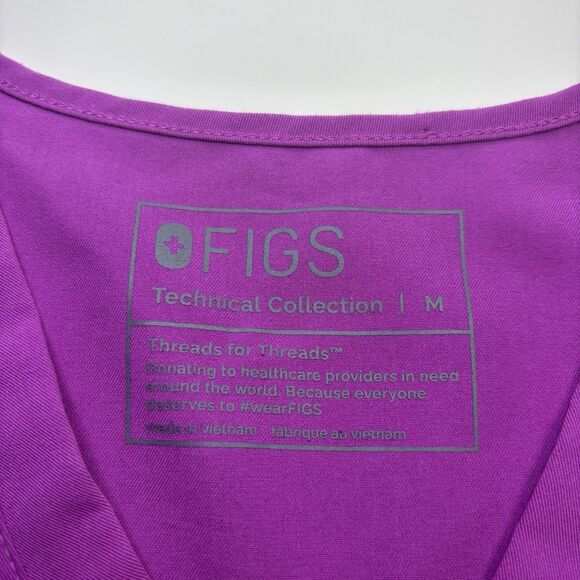 FIGS
Technical Collection | M
Threads for Threads™
Donating to healthcare providers in need
around the world. Because everyone
deserves to #wearFIGS
made in vietnam fabriqué au vietnam